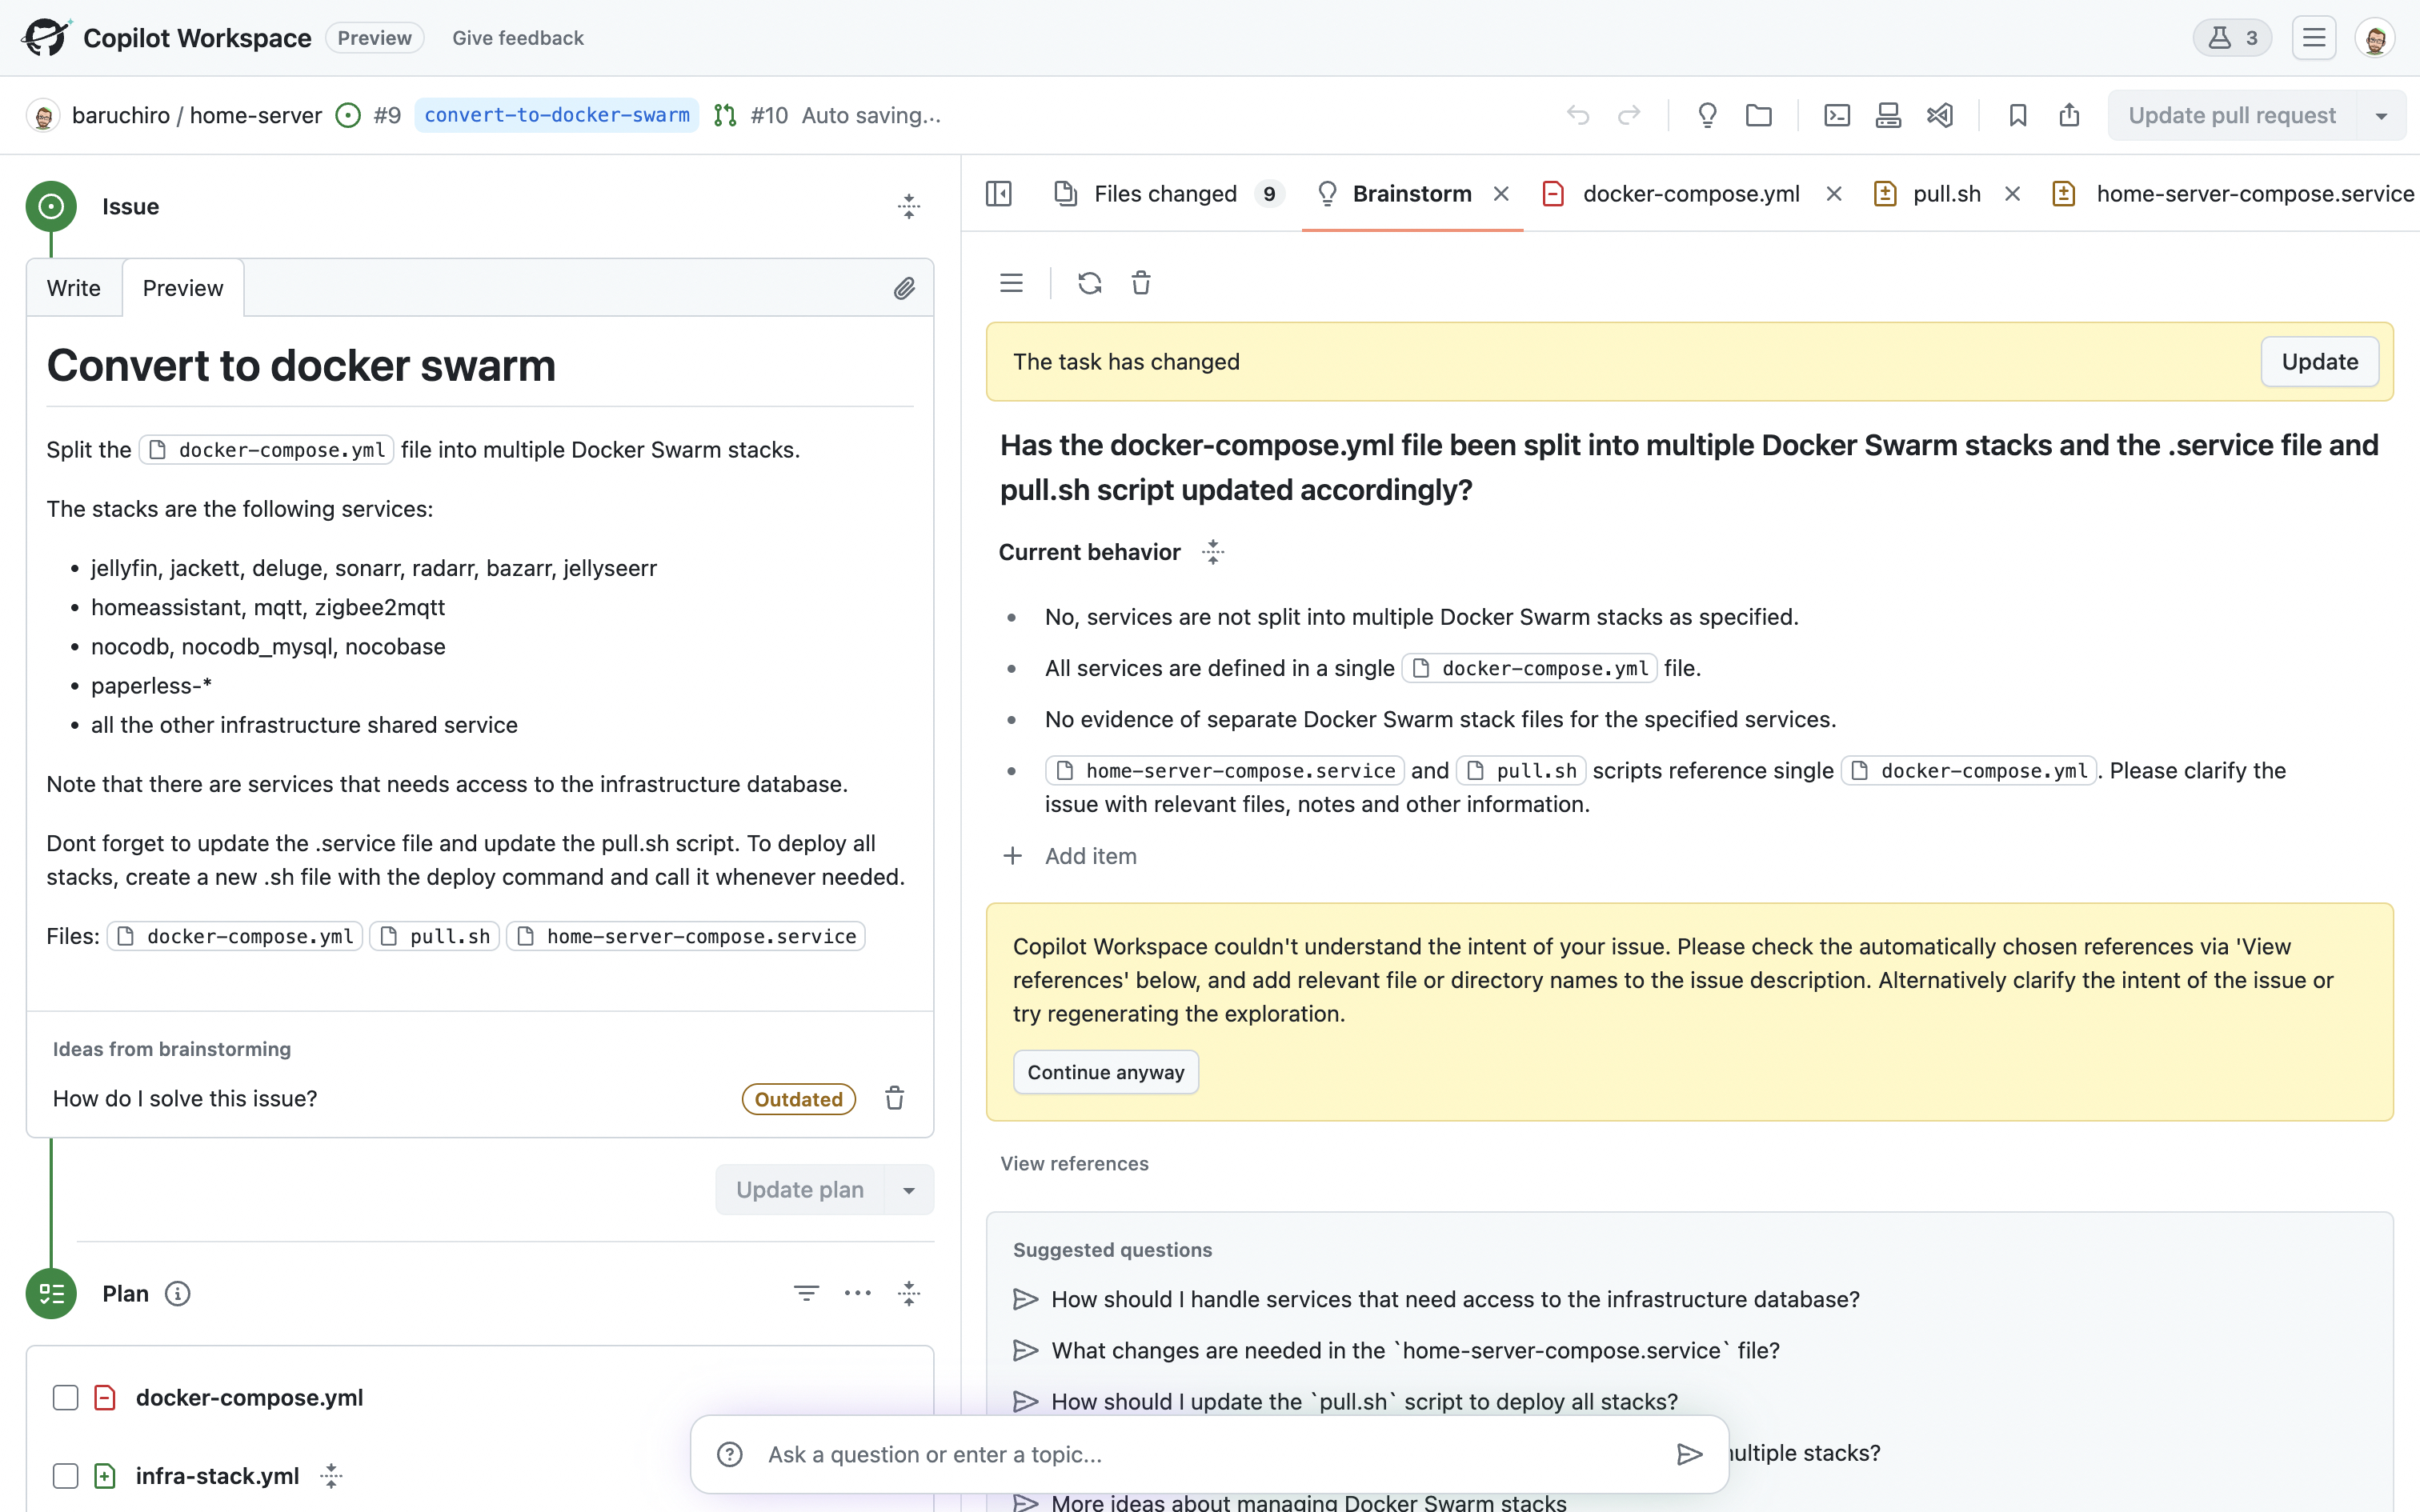 Copilot Workspace Preview Give feedback 3
baruchiro / home-server #9 convert-to-docker-swarm #10 Auto saving... Update pull request
Issue
Write Preview
Convert to docker swarm
Split the docker-compose.yml file into multiple Docker Swarm stacks.
The stacks are the following services:
• jellyfin, jackett, deluge, sonarr, radarr, bazarr, jellyseerr
• homeassistant, mqtt, zigbee2mqtt
• nocodb, nocodb_mysql, nocobase
• paperless-*
• all the other infrastructure shared service
Note that there are services that needs access to the infrastructure database.
Dont forget to update the .service file and update the pull.sh script. To deploy all
stacks, create a new .sh file with the deploy command and call it whenever needed.
Files: docker-compose.yml pull.sh home-server-compose.service
Ideas from brainstorming
How do I solve this issue? Outdated
Update plan
Plan
docker-compose.yml
infra-stack.yml
Files changed 9 Brainstorm docker-compose.yml pull.sh home-server-compose.service
The task has changed Update
Has the docker-compose.yml file been split into multiple Docker Swarm stacks and the .service file and
pull.sh script updated accordingly?
Current behavior
• No, services are not split into multiple Docker Swarm stacks as specified.
• All services are defined in a single docker-compose.yml file.
• No evidence of separate Docker Swarm stack files for the specified services.
• home-server-compose.service and pull.sh scripts reference single docker-compose.yml. Please clarify the
issue with relevant files, notes and other information.
Add item
Copilot Workspace couldn't understand the intent of your issue. Please check the automatically chosen references via 'View
references' below, and add relevant file or directory names to the issue description. Alternatively clarify the intent of the issue or
try regenerating the exploration.
Continue anyway
View references
Suggested questions
How should I handle services that need access to the infrastructure database?
What changes are needed in the `home-server-compose.service` file?
How should I update the `pull.sh` script to deploy all stacks?
stacks?
More ideas about managing Docker Swarm stacks
Ask a question or enter a topic...